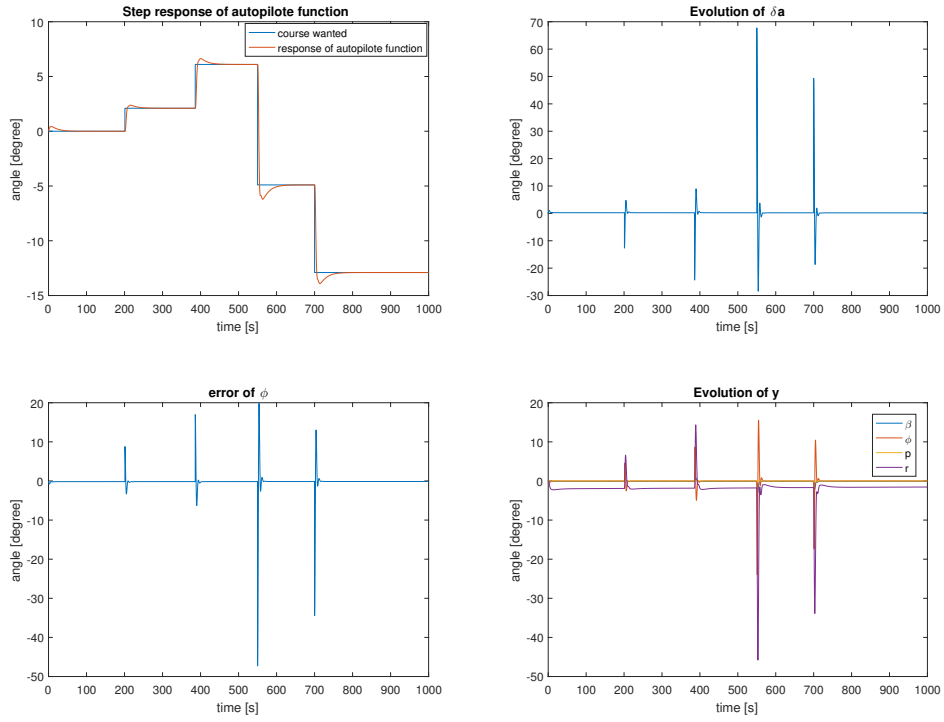 Step response of autopilote function
course wanted
response of autopilote function
10
5
0
-5
-10
-15
angle [degree]
0 100 200 300 400 500 600 700 800 900 1000
time [s]
Evolution of δa
70
60
50
40
30
20
10
0
-10
-20
-30
angle [degree]
0 100 200 300 400 500 600 700 800 900 1000
time [s]
error of ϕ
20
10
0
-10
-20
-30
-40
-50
angle [degree]
0 100 200 300 400 500 600 700 800 900 1000
time [s]
Evolution of y
β
ϕ
p
r
20
10
0
-10
-20
-30
-40
-50
angle [degree]
0 100 200 300 400 500 600 700 800 900 1000
time [s]